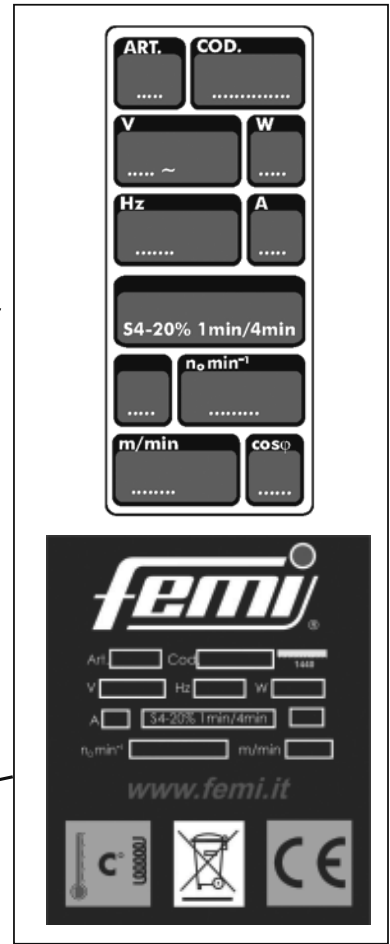 ART. COD.
..... ..............
V W
..... ~ .....
Hz A
....... .....
S4-20% 1min/4min
n₀ min⁻¹
..... .........
m/min cosφ
........ ......
femi®
Art. Cod. 1448
V Hz W
A S4-20% 1min/4min
n₀ min⁻¹ m/min
www.femi.it
C° CE